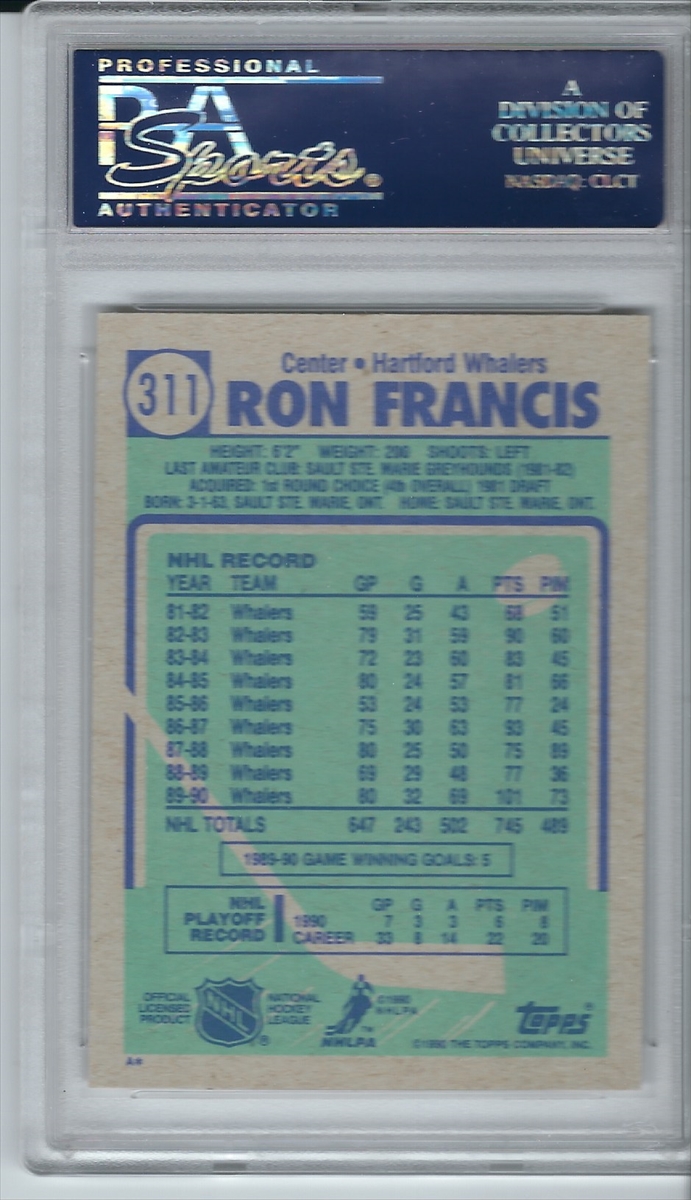 PROFESSIONAL
PSA
Sports
AUTHENTICATOR
A
DIVISION OF
COLLECTORS
UNIVERSE
NASDAQ: CLCT
311
Center • Hartford Whalers
RON FRANCIS
HEIGHT: 6'2" WEIGHT: 200 SHOOTS: LEFT
LAST AMATEUR CLUB: SAULT STE. MARIE GREYHOUNDS (1981-82)
ACQUIRED: 1st ROUND CHOICE (4th OVERALL) 1981 DRAFT
BORN: 3-1-63, SAULT STE. MARIE, ONT. HOME: SAULT STE. MARIE, ONT.
NHL RECORD
YEAR TEAM GP G A PTS PIM
81-82 Whalers 59 25 43 68 51
82-83 Whalers 79 31 59 90 60
83-84 Whalers 72 23 60 83 45
84-85 Whalers 80 24 57 81 66
85-86 Whalers 53 24 53 77 24
86-87 Whalers 75 30 63 93 45
87-88 Whalers 80 25 50 75 89
88-89 Whalers 69 29 48 77 36
89-90 Whalers 80 32 69 101 73
NHL TOTALS 647 243 502 745 489
1989-90 GAME WINNING GOALS: 5
NHL PLAYOFF RECORD
GP G A PTS PIM
1990 7 3 3 6 8
CAREER 33 8 14 22 20
OFFICIAL LICENSED PRODUCT
NHL
®
NATIONAL HOCKEY LEAGUE
©1990 NHLPA
NHLPA
™
topps®
©1990 THE TOPPS COMPANY, INC.
A*